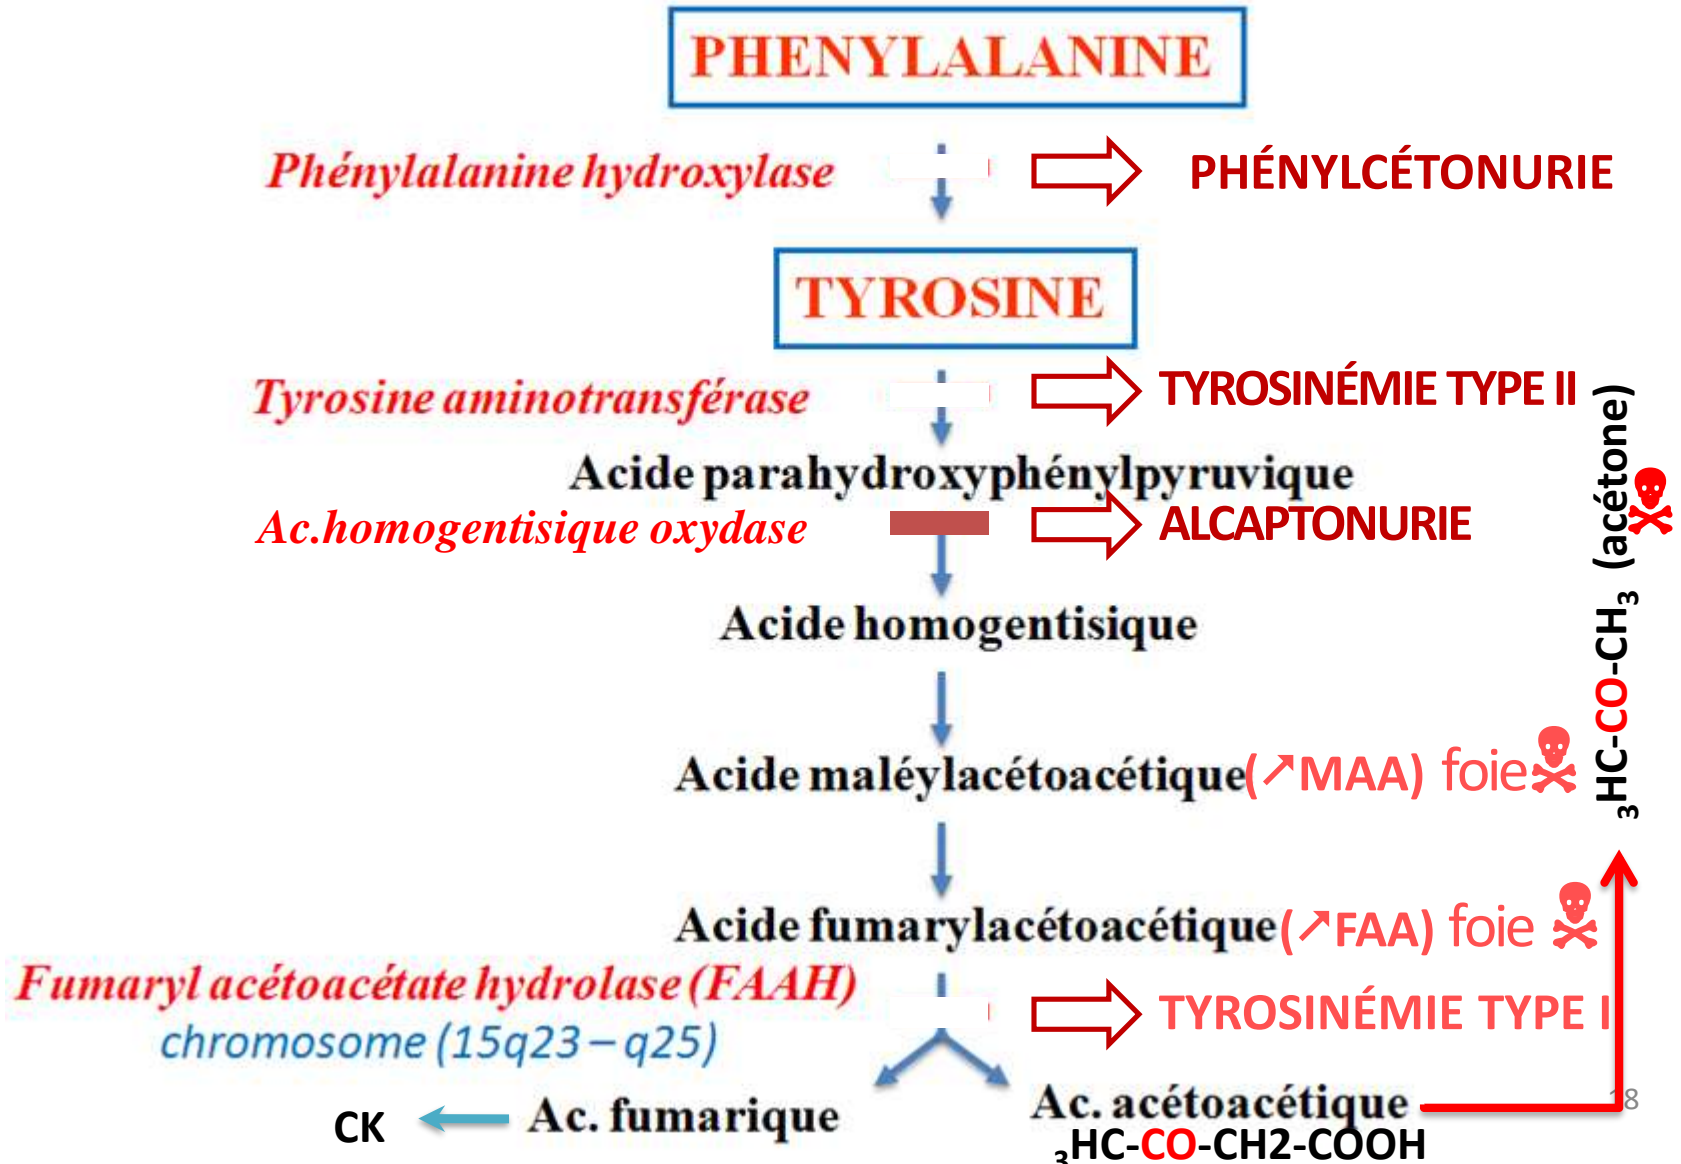 PHENYLALANINE
Phénylalanine hydroxylase
PHÉNYLCÉTONURIE
TYROSINE
Tyrosine aminotransférase
TYROSINÉMIE TYPE II
Acide parahydroxyphénylpyruvique
Ac.homogentisique oxydase
ALCAPTONURIE
Acide homogentisique
Acide maléylacétoacétique(↗MAA) foie
Acide fumarylacétoacétique(↗FAA) foie
Fumaryl acétoacétate hydrolase (FAAH)
chromosome (15q23 – q25)
TYROSINÉMIE TYPE I
CK
Ac. fumarique
Ac. acétoacétique
₃HC-CO-CH2-COOH
₃HC-CO-CH₃ (acétone)
18